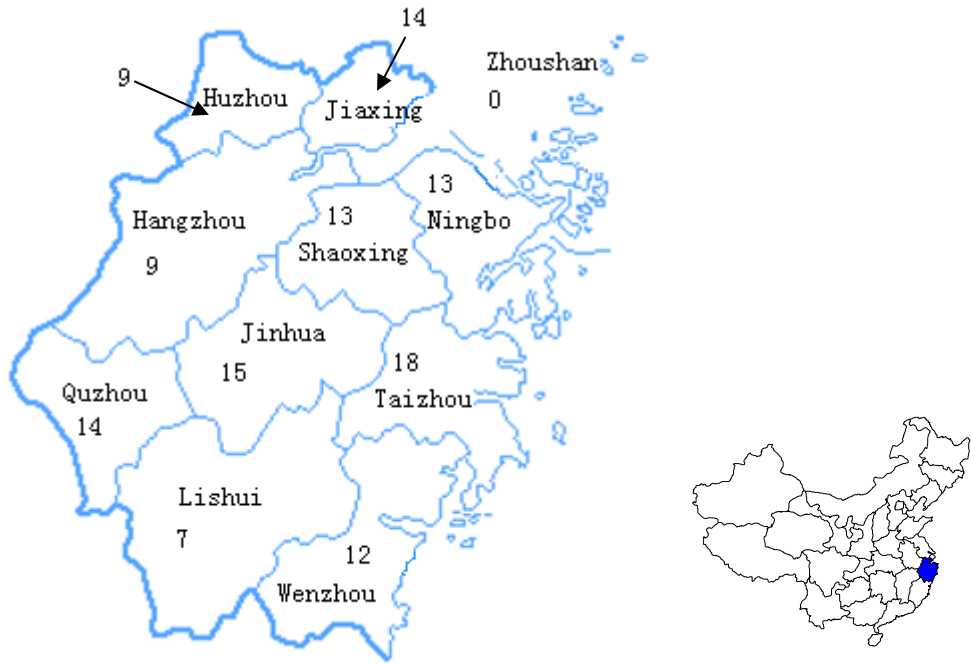 14
Zhoushan
9
Huzhou
0
Jiaxing
13
13
Hangzhou
Ningbo
Shaoxing
9
Jinhua
18
15
Quzhou
Taizhou
14
Lishui
7
12
Wenzhou